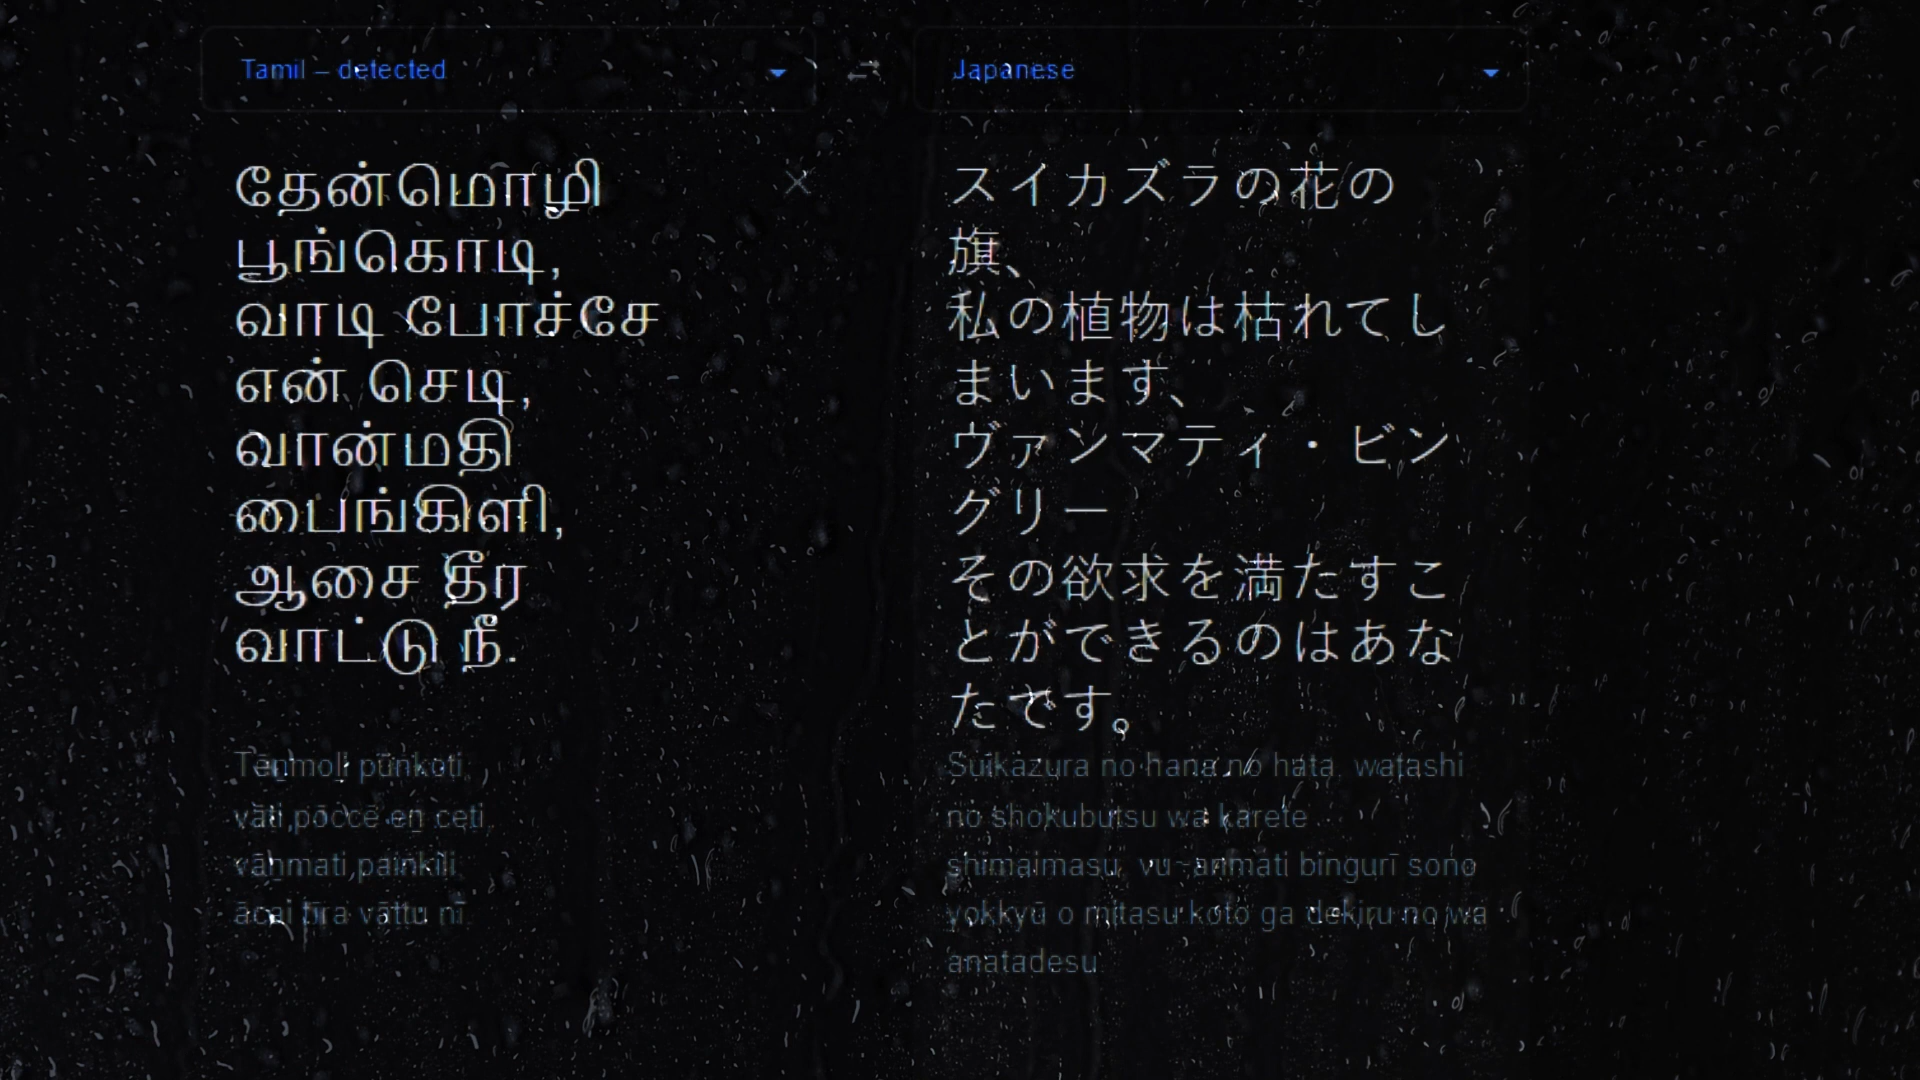 Tamil – detected
Japanese
தேன்மொழி
பூங்கொடி,
வாடி போச்சே
என் செடி,
வான்மதி
பைங்கிளி,
ஆசை தீர
வாட்டு நீ.
Tēṉmoḻi pūṅkoṭi,
vāṭi pōccē eṉ ceṭi,
vāṉmati paiṅkiḷi,
ācai tīra vāṭṭu nī.
スイカズラの花の
旗、
私の植物は枯れてし
まいます、
ヴァンマティ・ビン
グリー
その欲求を満たすこ
とができるのはあな
たです。
Suikazura no hana no hata, watashi
no shokubutsu wa karete
shimaimasu, vu~anmati bingurī sono
yokkyū o mitasu koto ga dekiru no wa
anatadesu.